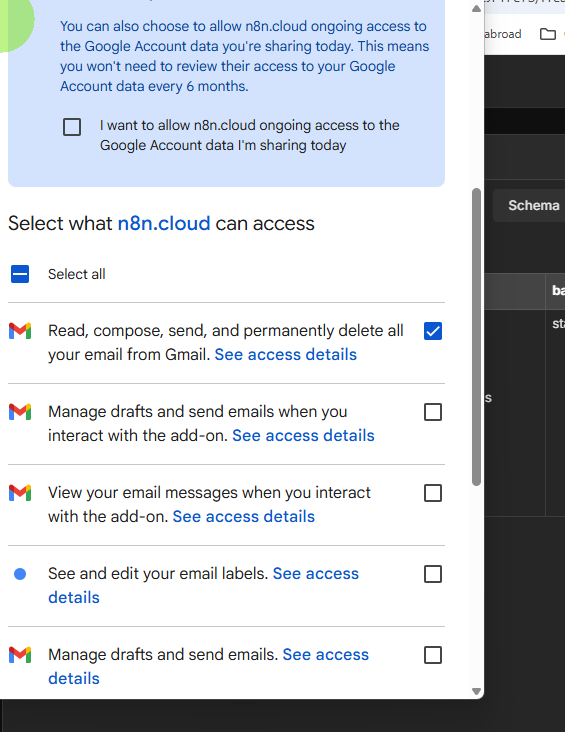 You can also choose to allow n8n.cloud ongoing access to
the Google Account data you're sharing today. This means
you won't need to review their access to your Google
Account data every 6 months.
I want to allow n8n.cloud ongoing access to the
Google Account data I'm sharing today
Select what n8n.cloud can access
Select all
Read, compose, send, and permanently delete all
your email from Gmail. See access details
Manage drafts and send emails when you
interact with the add-on. See access details
View your email messages when you interact
with the add-on. See access details
See and edit your email labels. See access
details
Manage drafts and send emails. See access
details
abroad
Schema
ba
sta
s